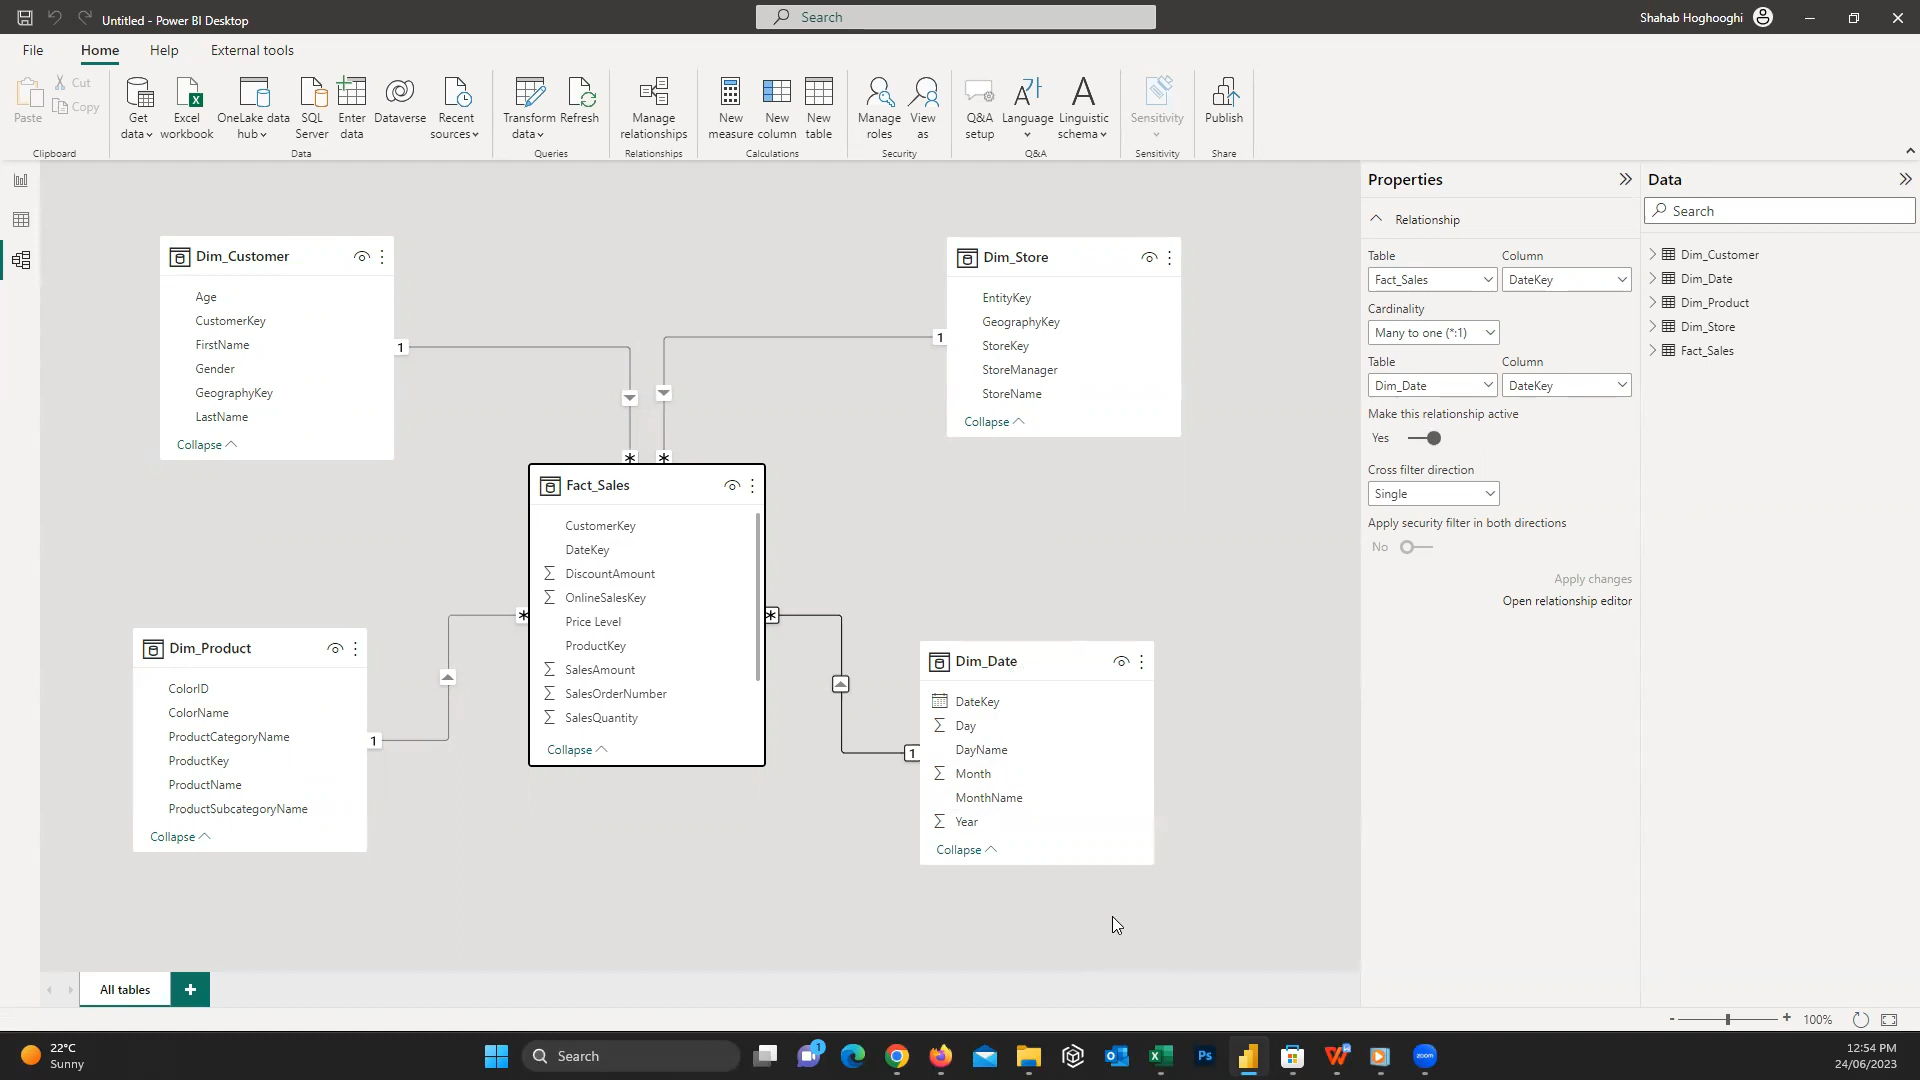 Untitled - Power BI Desktop
Search
Shahab Hoghooghi
File
Home
Help
External tools
Paste
Cut
Copy
Clipboard
Get data
Excel workbook
OneLake data hub
SQL Server
Enter data
Dataverse
Recent sources
Data
Transform data
Refresh
Queries
Manage relationships
Relationships
New measure
New column
New table
Calculations
Manage roles
View as
Security
Q&A setup
Language
Linguistic schema
Q&A
Sensitivity
Sensitivity
Publish
Share
Dim_Customer
Age
CustomerKey
FirstName
Gender
GeographyKey
LastName
Collapse
1
*
Dim_Store
EntityKey
GeographyKey
StoreKey
StoreManager
StoreName
Collapse
1
*
Fact_Sales
CustomerKey
DateKey
Σ DiscountAmount
Σ OnlineSalesKey
Price Level
ProductKey
Σ SalesAmount
Σ SalesOrderNumber
Σ SalesQuantity
Collapse
*
*
Dim_Product
ColorID
ColorName
ProductCategoryName
ProductKey
ProductName
ProductSubcategoryName
Collapse
1
Dim_Date
DateKey
Σ Day
DayName
Σ Month
MonthName
Σ Year
Collapse
1
Properties
Relationship
Table
Column
Fact_Sales
DateKey
Cardinality
Many to one (*:1)
Table
Column
Dim_Date
DateKey
Make this relationship active
Yes
Cross filter direction
Single
Apply security filter in both directions
No
Apply changes
Open relationship editor
Data
Search
Dim_Customer
Dim_Date
Dim_Product
Dim_Store
Fact_Sales
All tables
+
- + 100%
22°C
Sunny
Search
1
Ps
zoom
12:54 PM
24/06/2023